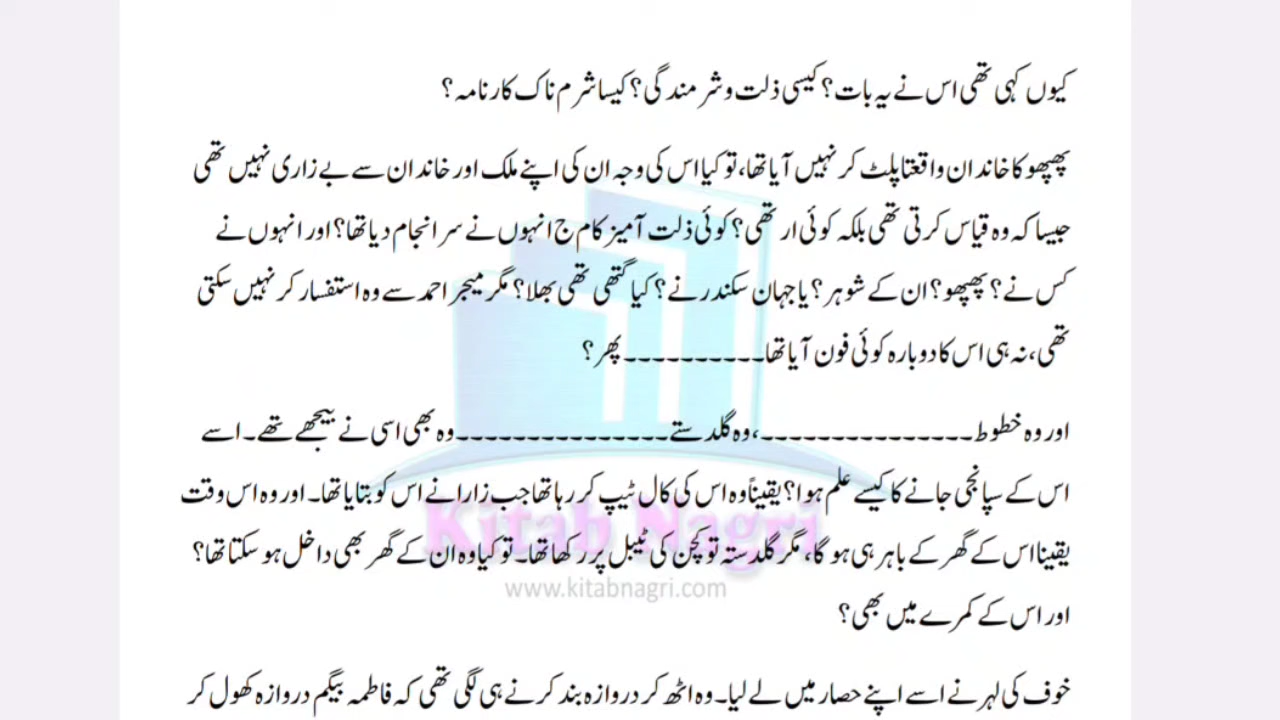 کیوں کہی تھی اس نے یہ بات؟ کیسی ذلت و شرمندگی؟ کیسا شرم ناک کارنامہ؟
پھپھو کا خاندان واقعتا پلٹ کر نہیں آیا تھا، تو کیا اس کی وجہ ان کی اپنے ملک اور خاندان سے بے زاری نہیں تھی
جیسا کہ وہ قیاس کرتی تھی بلکہ کوئی ار تھی؟ کوئی ذلت آمیز کام ج انہوں نے سر انجام دیا تھا؟ اور انہوں نے
کس نے؟ پھپھو؟ ان کے شوہر؟ یا جہان سکندر نے؟ کیا گتھی تھی بھلا؟ مگر میجر احمد سے وہ استفسار کر نہیں سکتی
تھی، نہ ہی اس کا دوبارہ کوئی فون آیا تھا۔۔۔۔۔۔۔۔۔۔ پھر؟
اور وہ خطوط۔۔۔۔۔۔۔۔۔۔۔۔۔۔۔، وہ گلدستے۔۔۔۔۔۔۔۔۔۔۔۔۔۔۔وہ بھی اسی نے بیجھے تھے۔ اسے
اس کے سپانجی جانے کا کیسے علم ہوا؟ یقیناً وہ اس کی کال ٹیپ کر رہا تھا جب زارا نے اس کو بتایا تھا۔ اور وہ اس وقت
یقینا اس کے گھر کے باہر ہی ہو گا، مگر گلدستہ تو کچن کی ٹیبل پر رکھا تھا۔ تو کیا وہ ان کے گھر بھی داخل ہو سکتا تھا؟
Kitab Nagri
www.kitabnagri.com
اور اس کے کمرے میں بھی؟
خوف کی لہر نے اسے اپنے حصار میں لے لیا۔ وہ اٹھ کر دروازہ بند کرنے ہی لگی تھی کہ فاطمہ بیگم دروازہ کھول کر